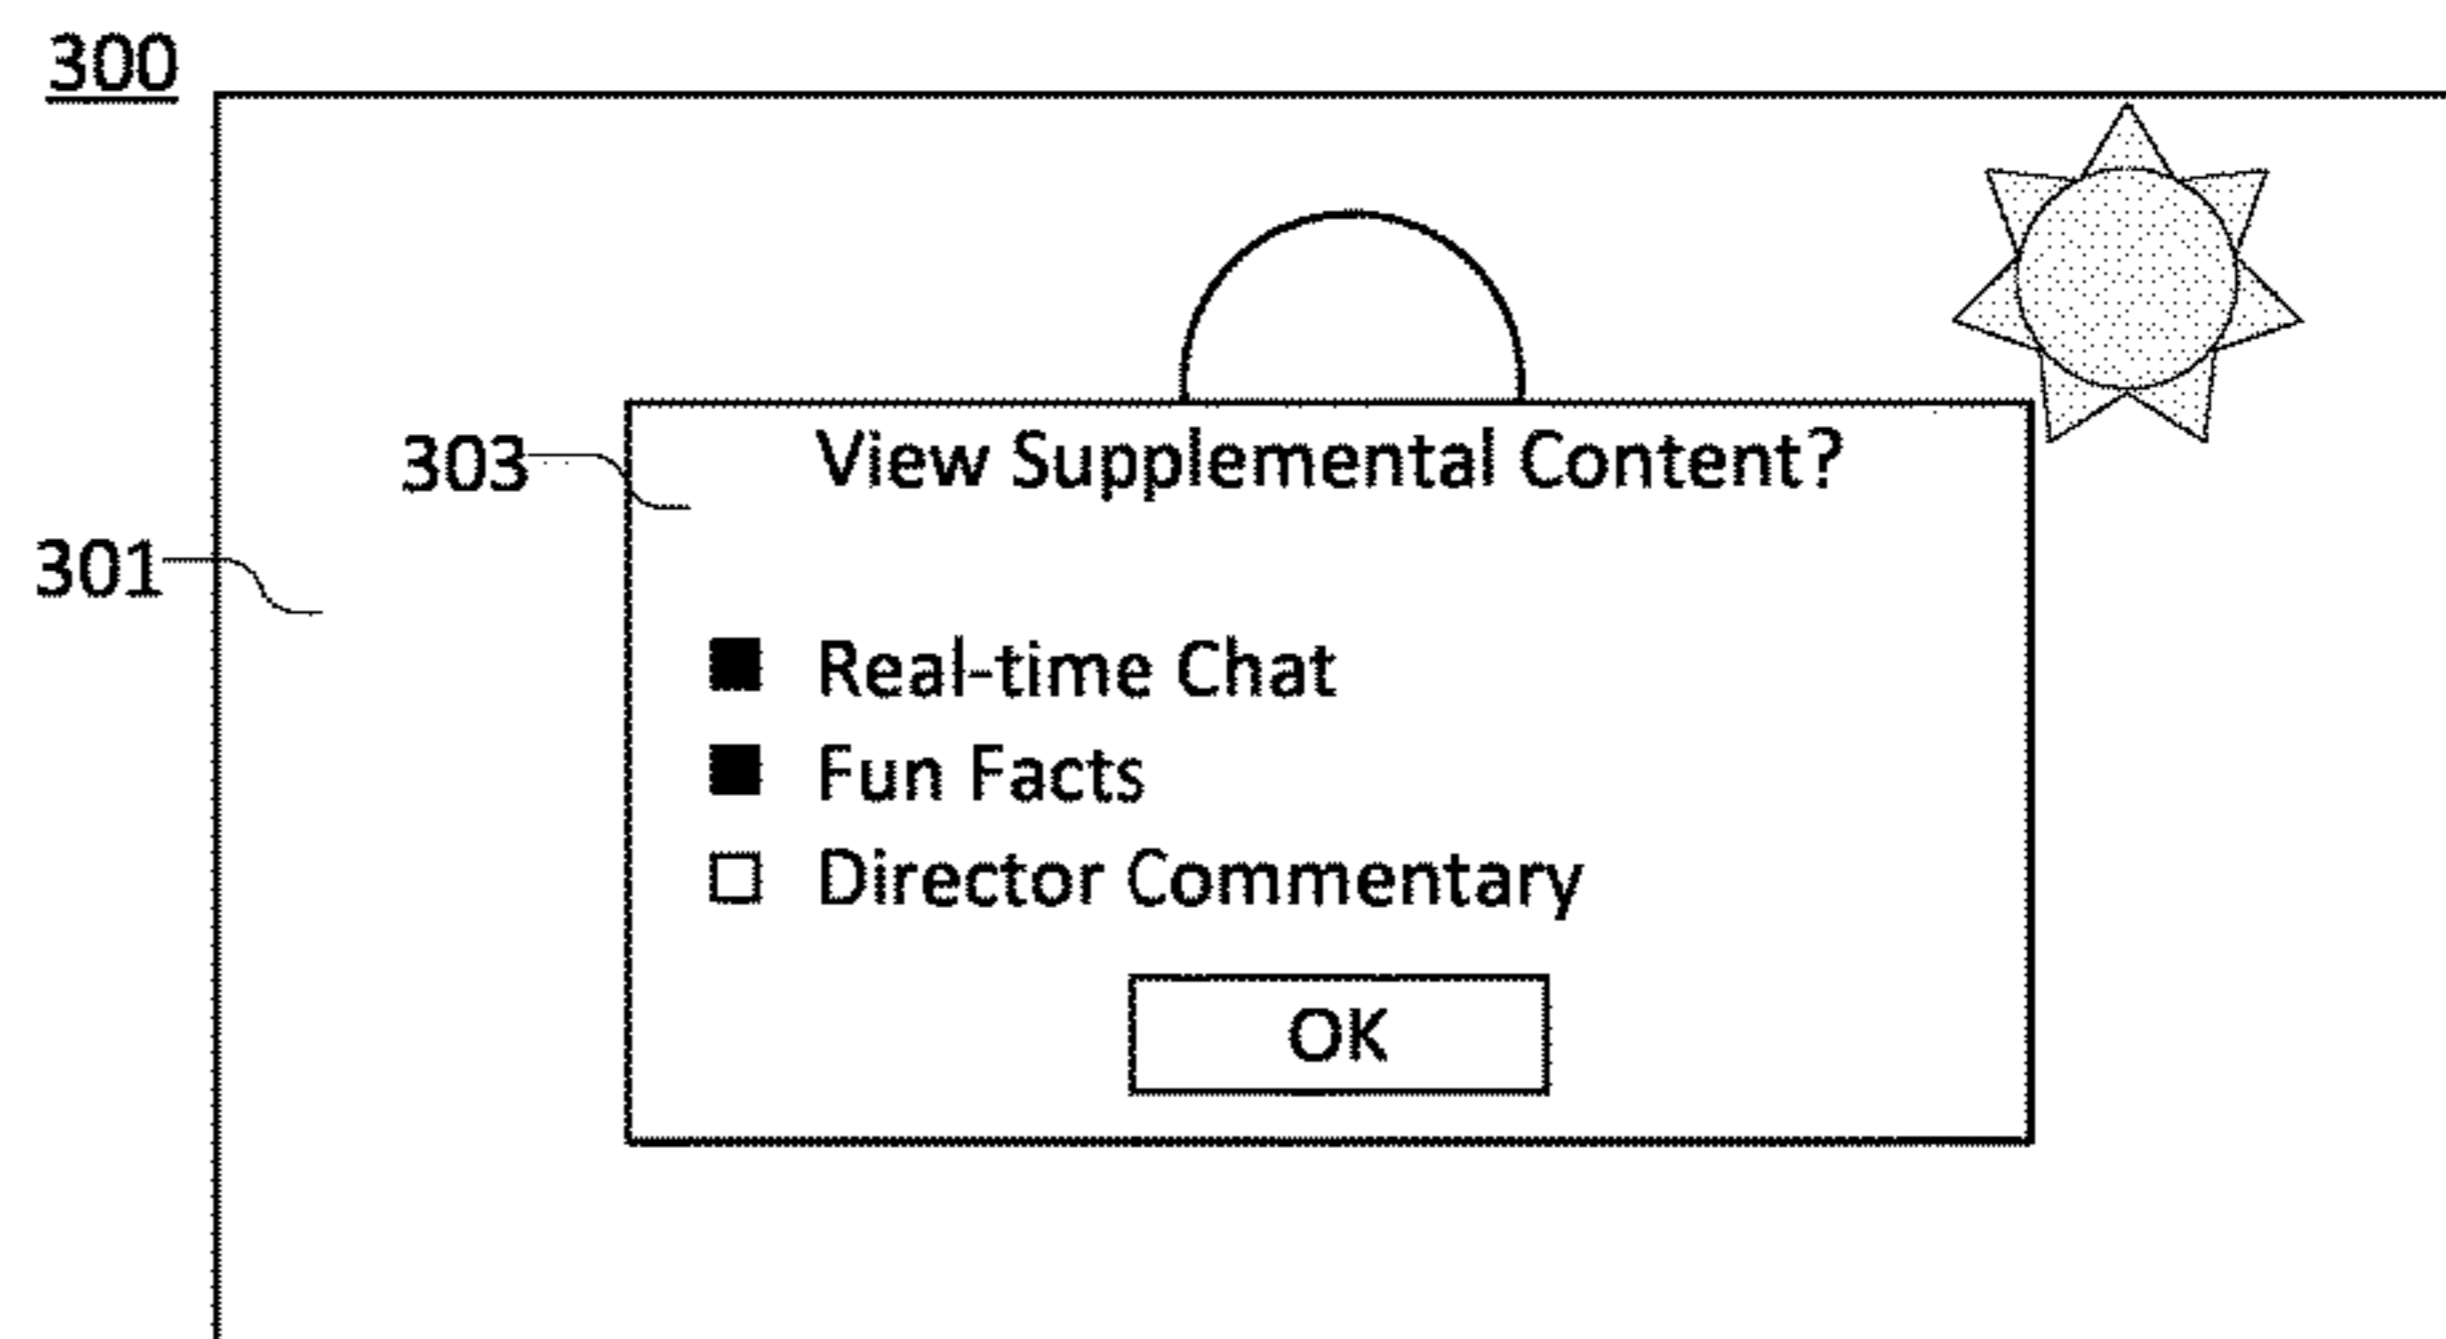 300
View Supplemental Content?
303
301
Real-time Chat
Fun Facts
Director Commentary
OK